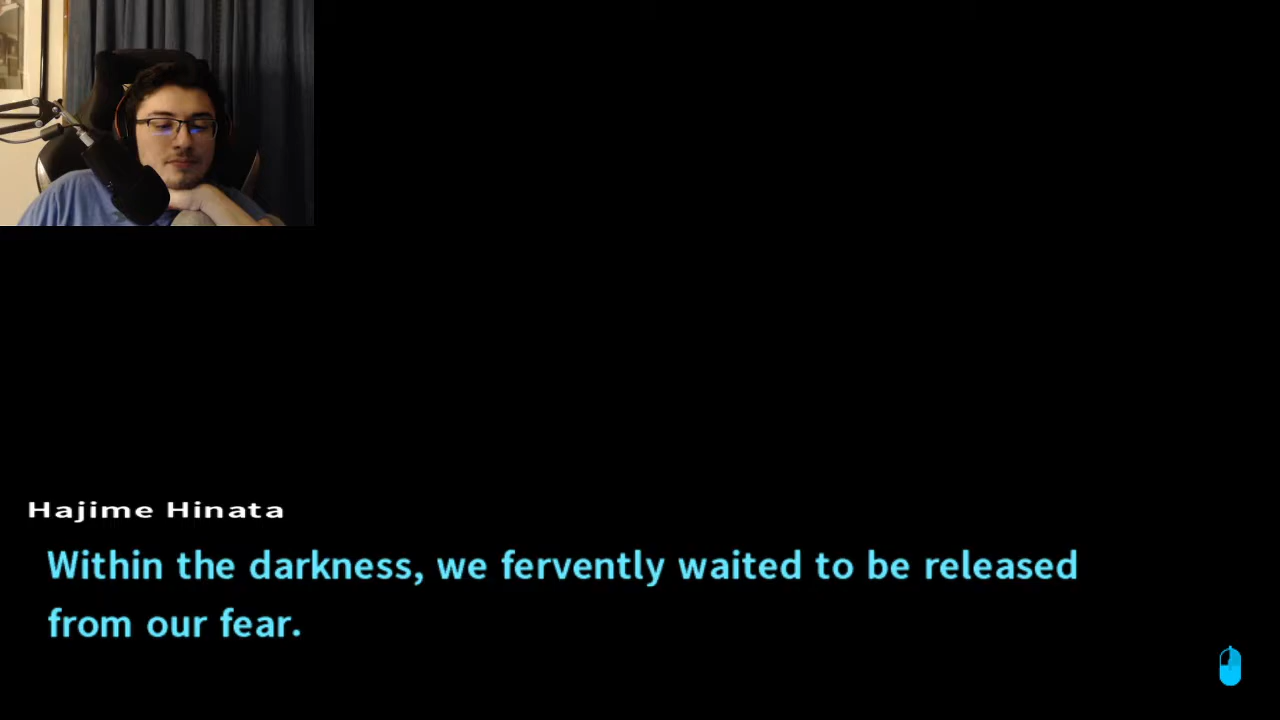 Hajime Hinata
Within the darkness, we fervently waited to be released
from our fear.